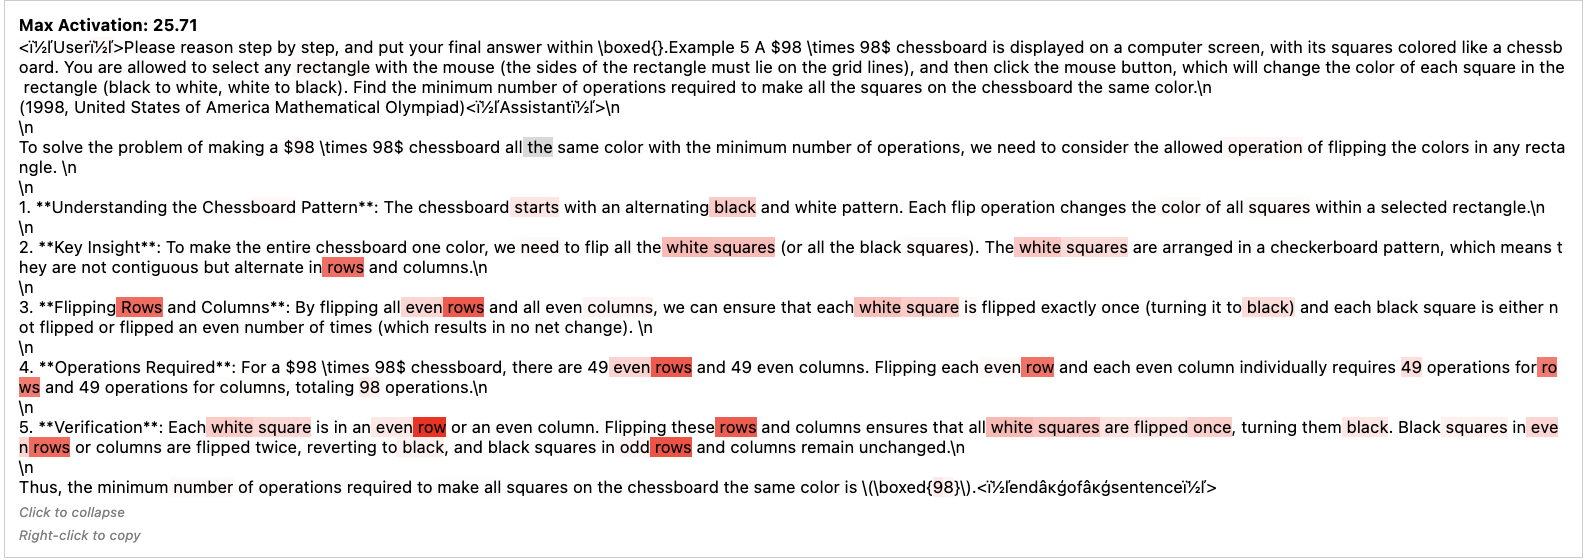 Max Activation: 25.71
<ï½ľUserï½ľ>Please reason step by step, and put your final answer within \boxed{}.Example 5 A $98 \times 98$ chessboard is displayed on a computer screen, with its squares colored like a chessb
oard. You are allowed to select any rectangle with the mouse (the sides of the rectangle must lie on the grid lines), and then click the mouse button, which will change the color of each square in the
rectangle (black to white, white to black). Find the minimum number of operations required to make all the squares on the chessboard the same color.\n
(1998, United States of America Mathematical Olympiad)<ï½ľAssistantï½ľ>\n
\n
To solve the problem of making a $98 \times 98$ chessboard all the same color with the minimum number of operations, we need to consider the allowed operation of flipping the colors in any recta
ngle. \n
\n
1. **Understanding the Chessboard Pattern**: The chessboard starts with an alternating black and white pattern. Each flip operation changes the color of all squares within a selected rectangle.\n
\n
2. **Key Insight**: To make the entire chessboard one color, we need to flip all the white squares (or all the black squares). The white squares are arranged in a checkerboard pattern, which means t
hey are not contiguous but alternate in rows and columns.\n
\n
3. **Flipping Rows and Columns**: By flipping all even rows and all even columns, we can ensure that each white square is flipped exactly once (turning it to black) and each black square is either n
ot flipped or flipped an even number of times (which results in no net change). \n
\n
4. **Operations Required**: For a $98 \times 98$ chessboard, there are 49 even rows and 49 even columns. Flipping each even row and each even column individually requires 49 operations for ro
ws and 49 operations for columns, totaling 98 operations.\n
\n
5. **Verification**: Each white square is in an even row or an even column. Flipping these rows and columns ensures that all white squares are flipped once, turning them black. Black squares in eve
n rows or columns are flipped twice, reverting to black, and black squares in odd rows and columns remain unchanged.\n
\n
Thus, the minimum number of operations required to make all squares on the chessboard the same color is \(\boxed{98}\).<ï½ľendâķģofâķģsentenceï½ľ>
Click to collapse
Right-click to copy